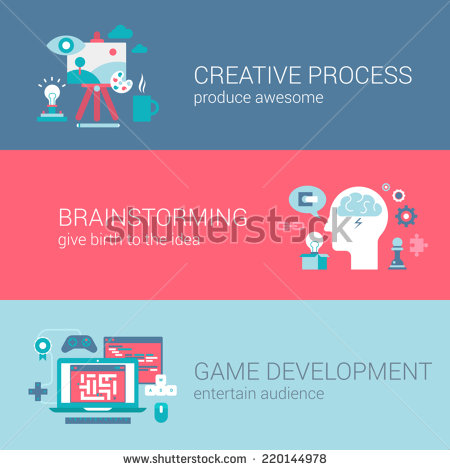 CREATIVE PROCESS
produce awesome
BRAINSTORMING
give birth to the idea
shutterstock
GAME DEVELOPMENT
entertain audience
www.shutterstock.com · 220144978